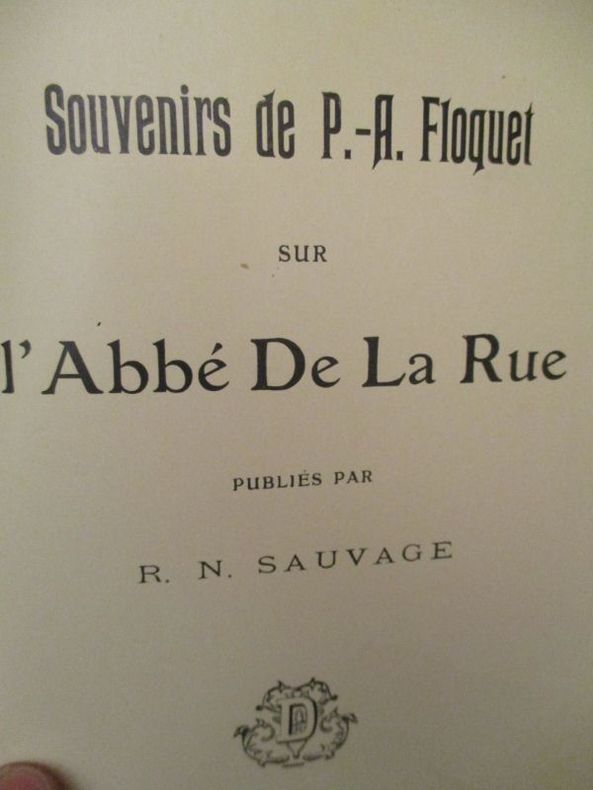 Souvenirs de P.-A. Floquet
SUR
l'Abbé De La Rue
PUBLIÉS PAR
R. N. SAUVAGE
D